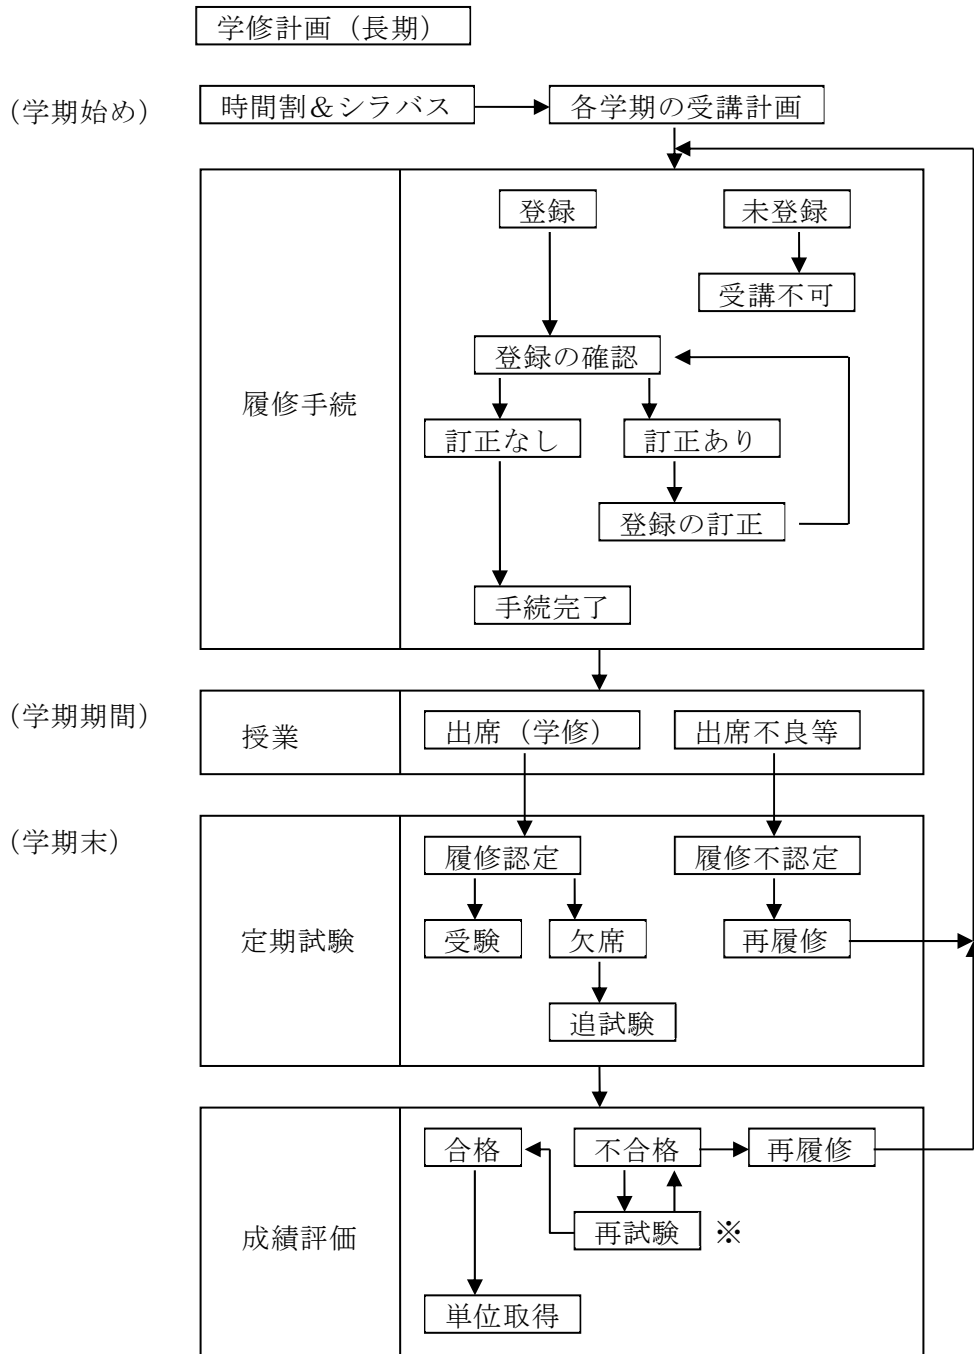 学修計画（長期）
（学期始め）
時間割＆シラバス
各学期の受講計画
登録
未登録
受講不可
登録の確認
履修手続
訂正なし
訂正あり
登録の訂正
手続完了
（学期期間）
授業
出席（学修）
出席不良等
（学期末）
履修認定
履修不認定
定期試験
受験
欠席
再履修
追試験
合格
不合格
再履修
成績評価
再試験
※
単位取得